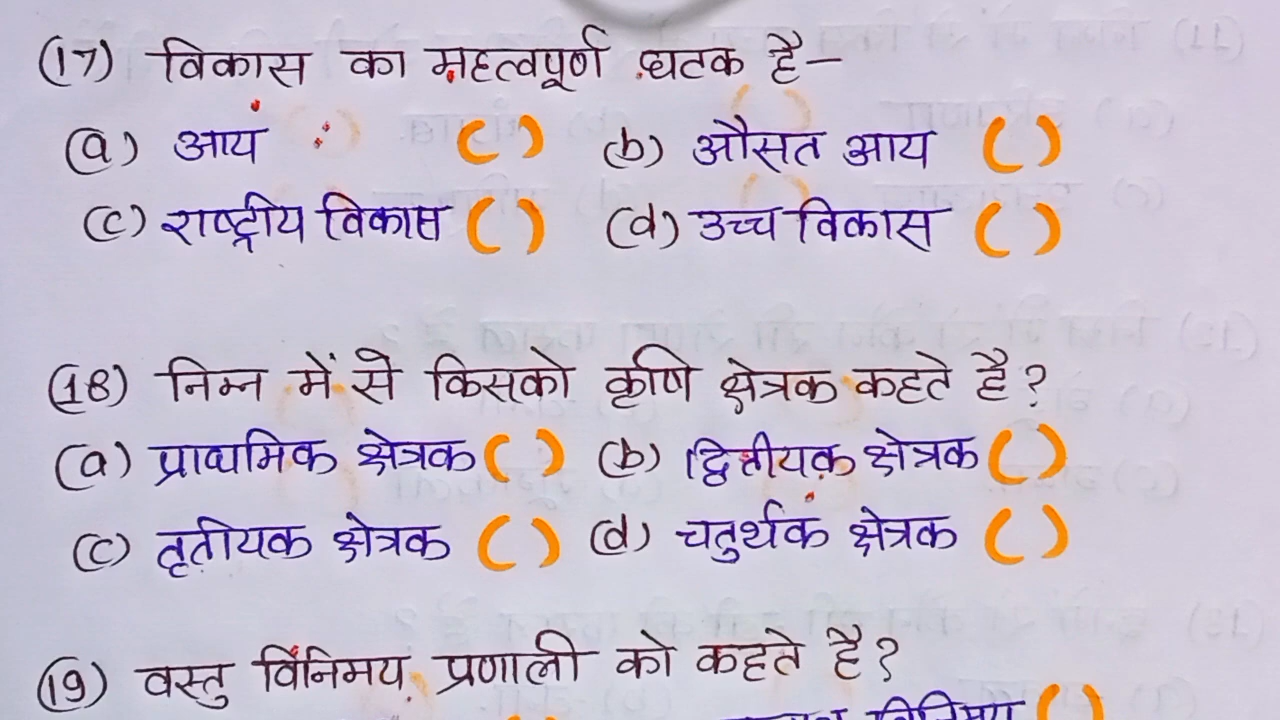 (17) विकास का महत्वपूर्ण घटक है–
(a) आय ( ) (b) औसत आय ( )
(c) राष्ट्रीय विकास ( ) (d) उच्च विकास ( )
(18) निम्न में से किसको कृषि क्षेत्रक कहते है?
(a) प्राथमिक क्षेत्रक ( ) (b) द्वितीयक क्षेत्रक ( )
(c) तृतीयक क्षेत्रक ( ) (d) चतुर्थक क्षेत्रक ( )
(19) वस्तु विनिमय प्रणाली को कहते है?
विनिमय ( )